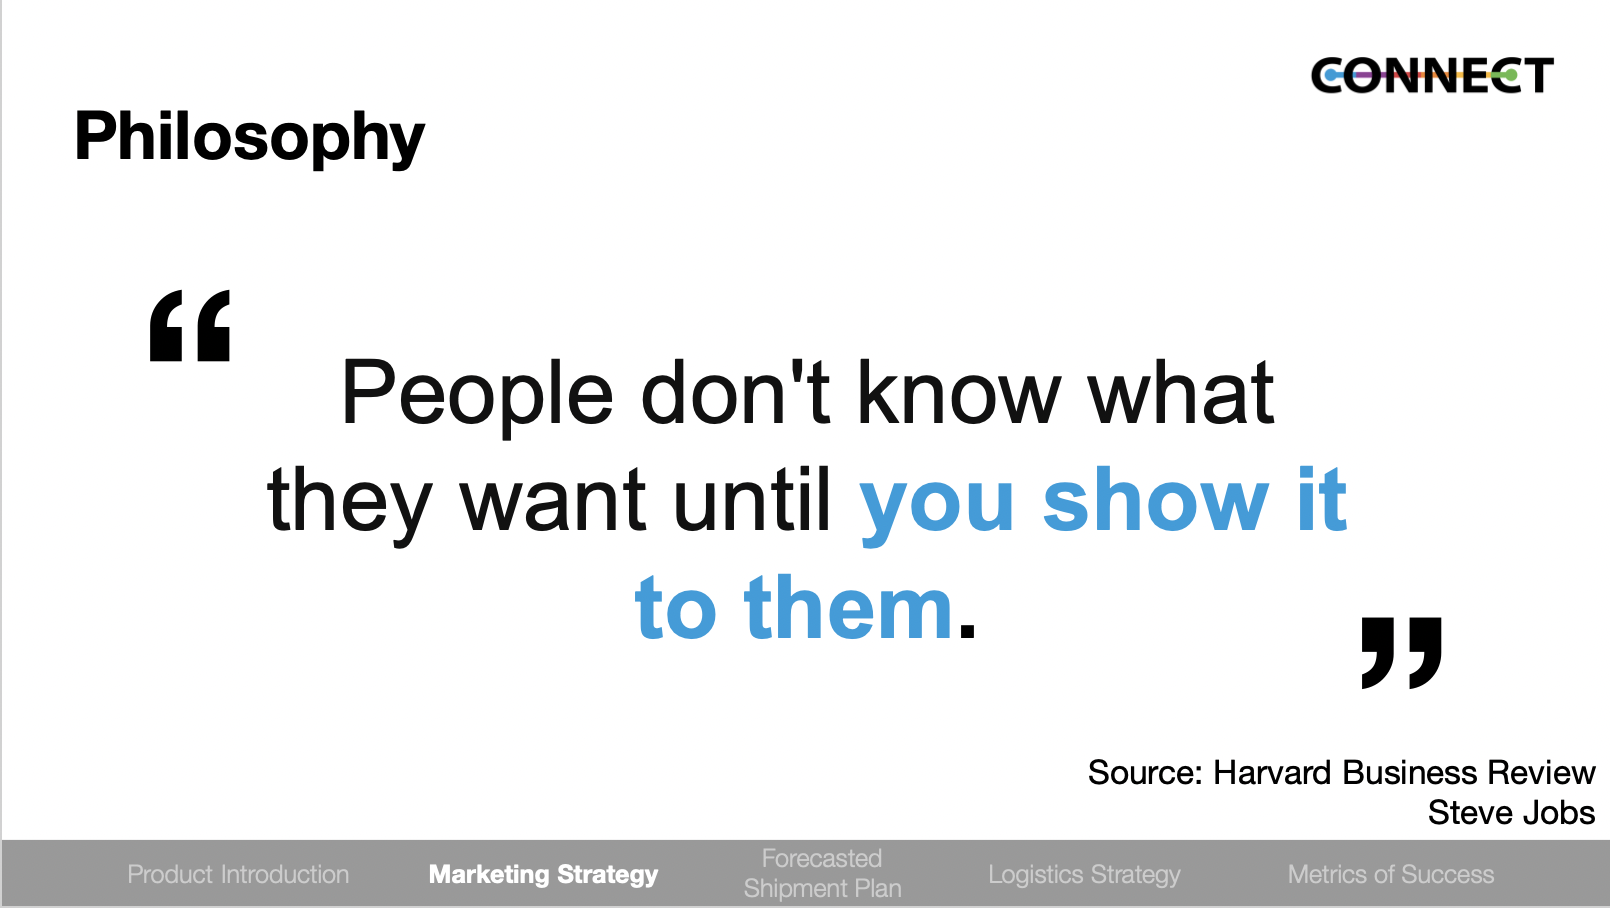 CONNECT
Philosophy
“
People don't know what
they want until you show it
to them.
”
Source: Harvard Business Review
Steve Jobs
Product Introduction
Marketing Strategy
Forecasted
Shipment Plan
Logistics Strategy
Metrics of Success